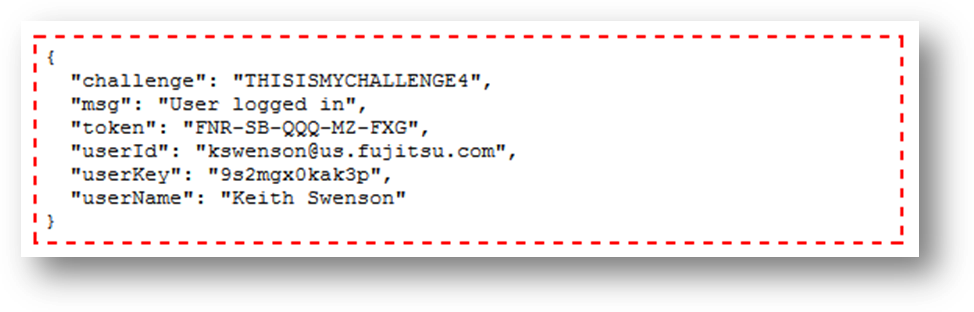 {
"challenge": "THISISMYCHALLENGE4",
"msg": "User logged in",
"token": "FNR-SB-QQQ-MZ-FXG",
"userId": "kswenson@us.fujitsu.com",
"userKey": "9s2mgx0kak3p",
"userName": "Keith Swenson"
}